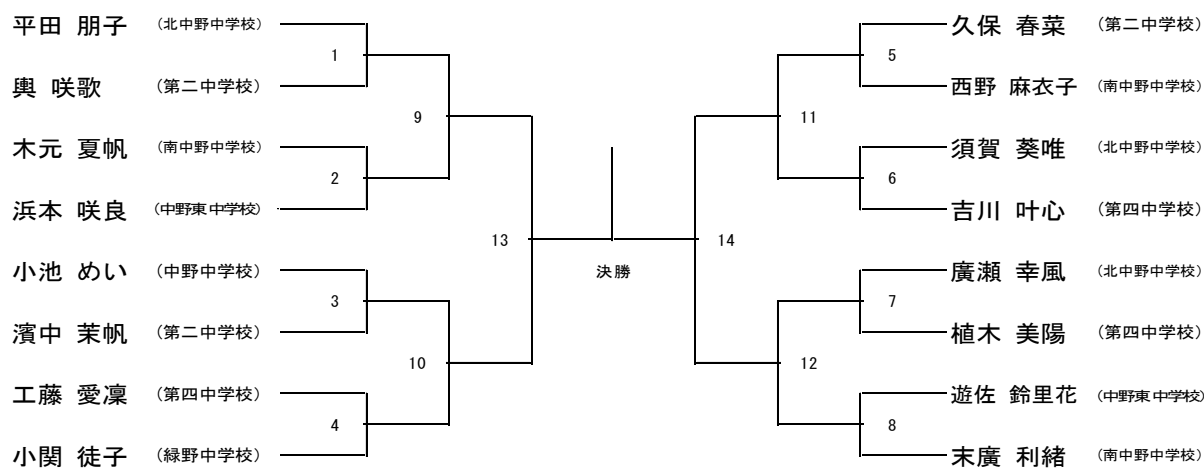 平田 朋子 (北中野中学校)
1
輿 咲歌 (第二中学校)
9
木元 夏帆 (南中野中学校)
2
浜本 咲良 (中野東中学校)
13
小池 めい (中野中学校)
3
濱中 茉帆 (第二中学校)
10
工藤 愛凜 (第四中学校)
4
小関 徒子 (緑野中学校)
決勝
久保 春菜 (第二中学校)
5
西野 麻衣子 (南中野中学校)
11
須賀 葵唯 (北中野中学校)
6
吉川 叶心 (第四中学校)
14
廣瀬 幸風 (北中野中学校)
7
植木 美陽 (第四中学校)
12
遊佐 鈴里花 (中野東中学校)
8
末廣 利緒 (南中野中学校)